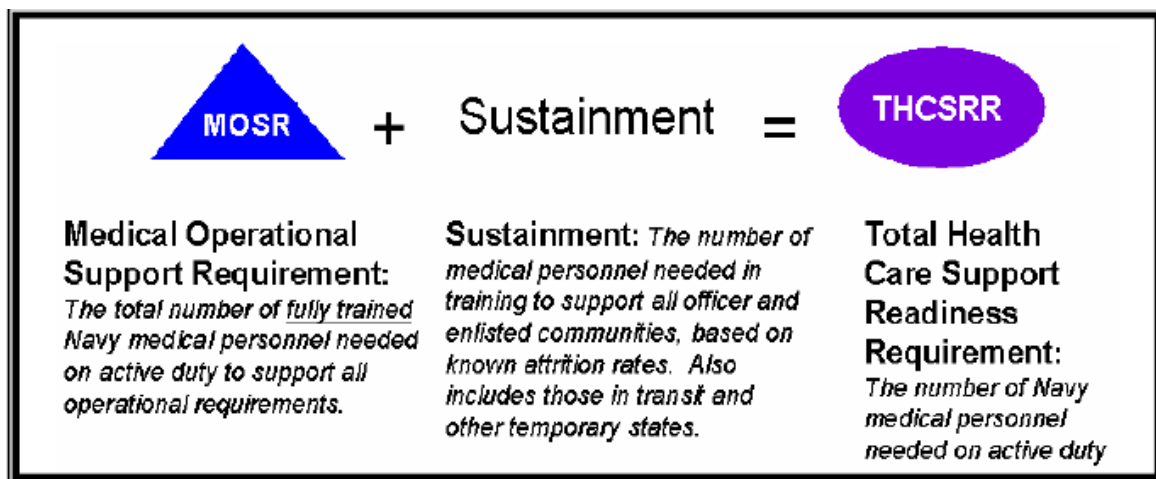 MOSR + Sustainment = THCSRR
Medical Operational
Support Requirement:
The total number of fully trained
Navy medical personnel needed
on active duty to support all
operational requirements.
Sustainment: The number of
medical personnel needed in
training to support all officer and
enlisted communities, based on
known attrition rates. Also
includes those in transit and
other temporary states.
Total Health
Care Support
Readiness
Requirement:
The number of Navy
medical personnel
needed on active duty